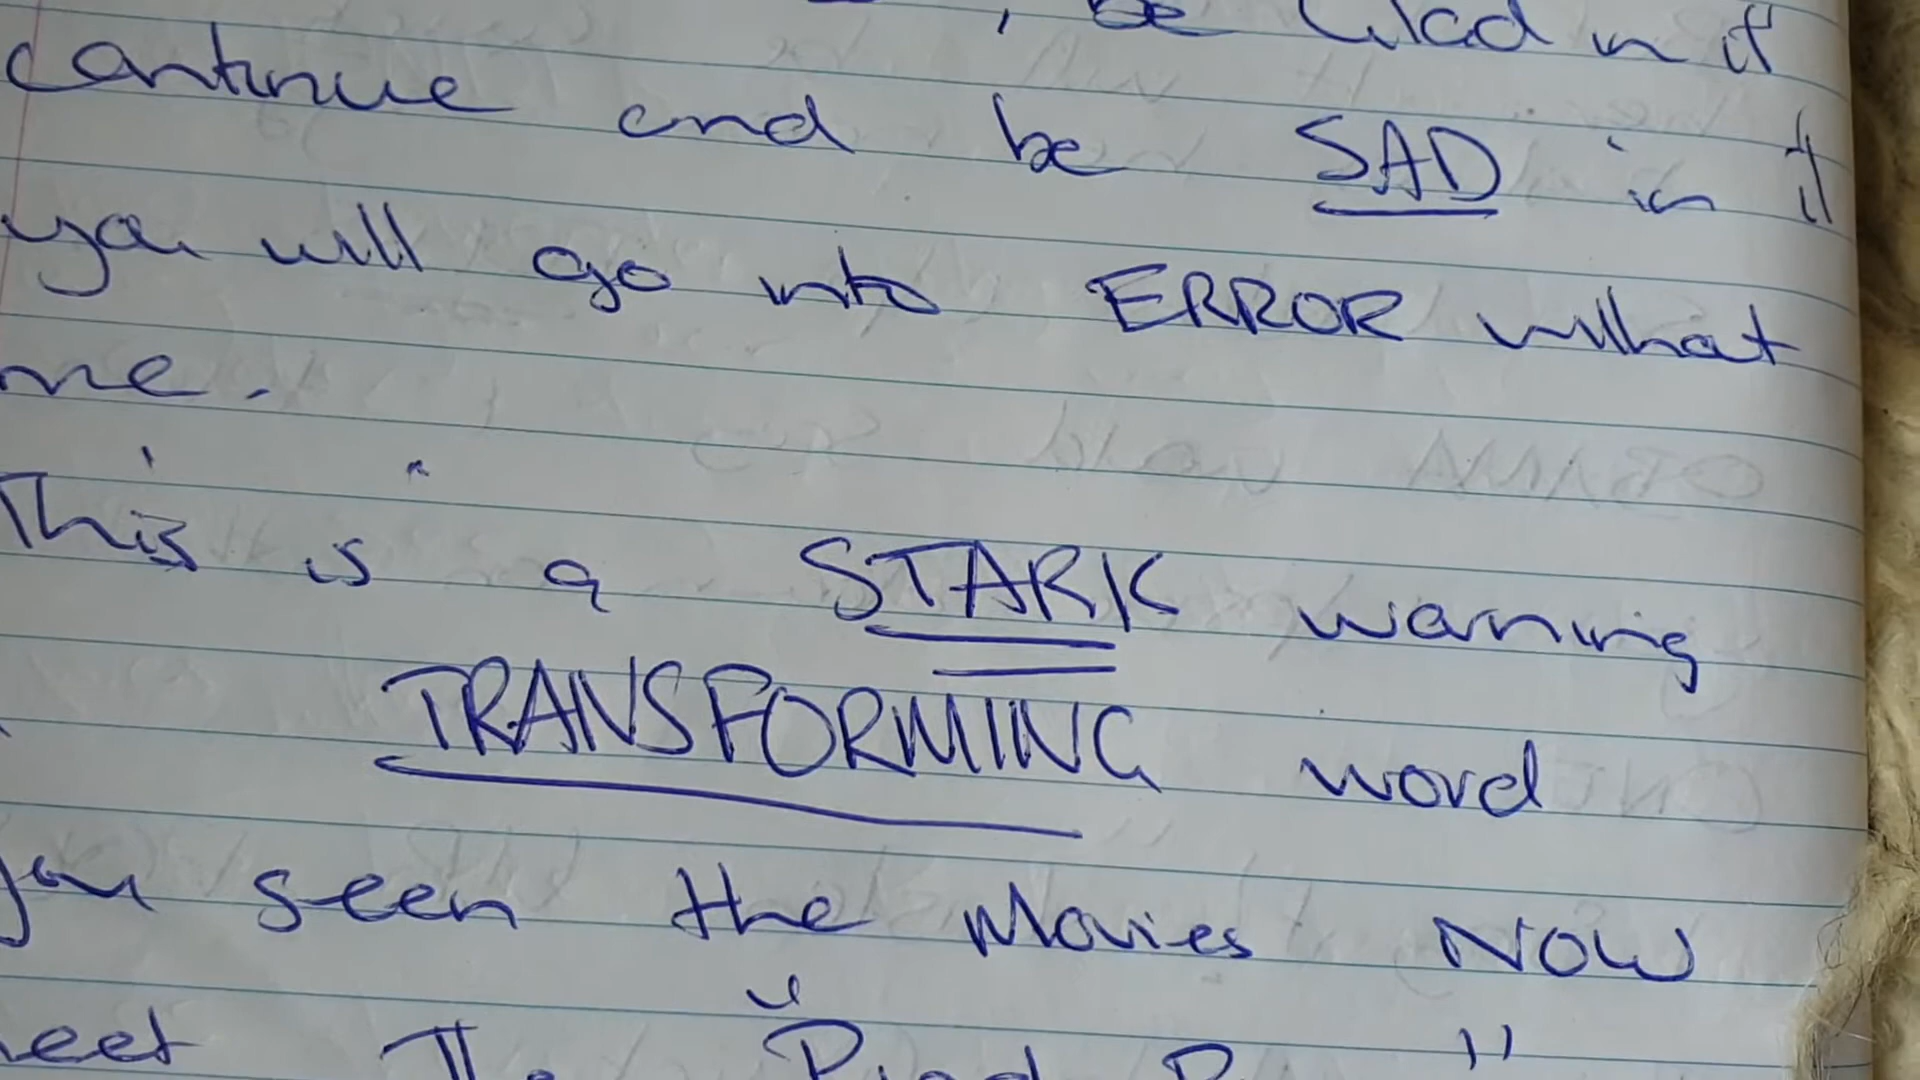 , be Glad in it
continue and be SAD in it
you will go into ERROR withat
me.
This is a STARK warning
TRANSFORMING word
you seen the Movies NOW